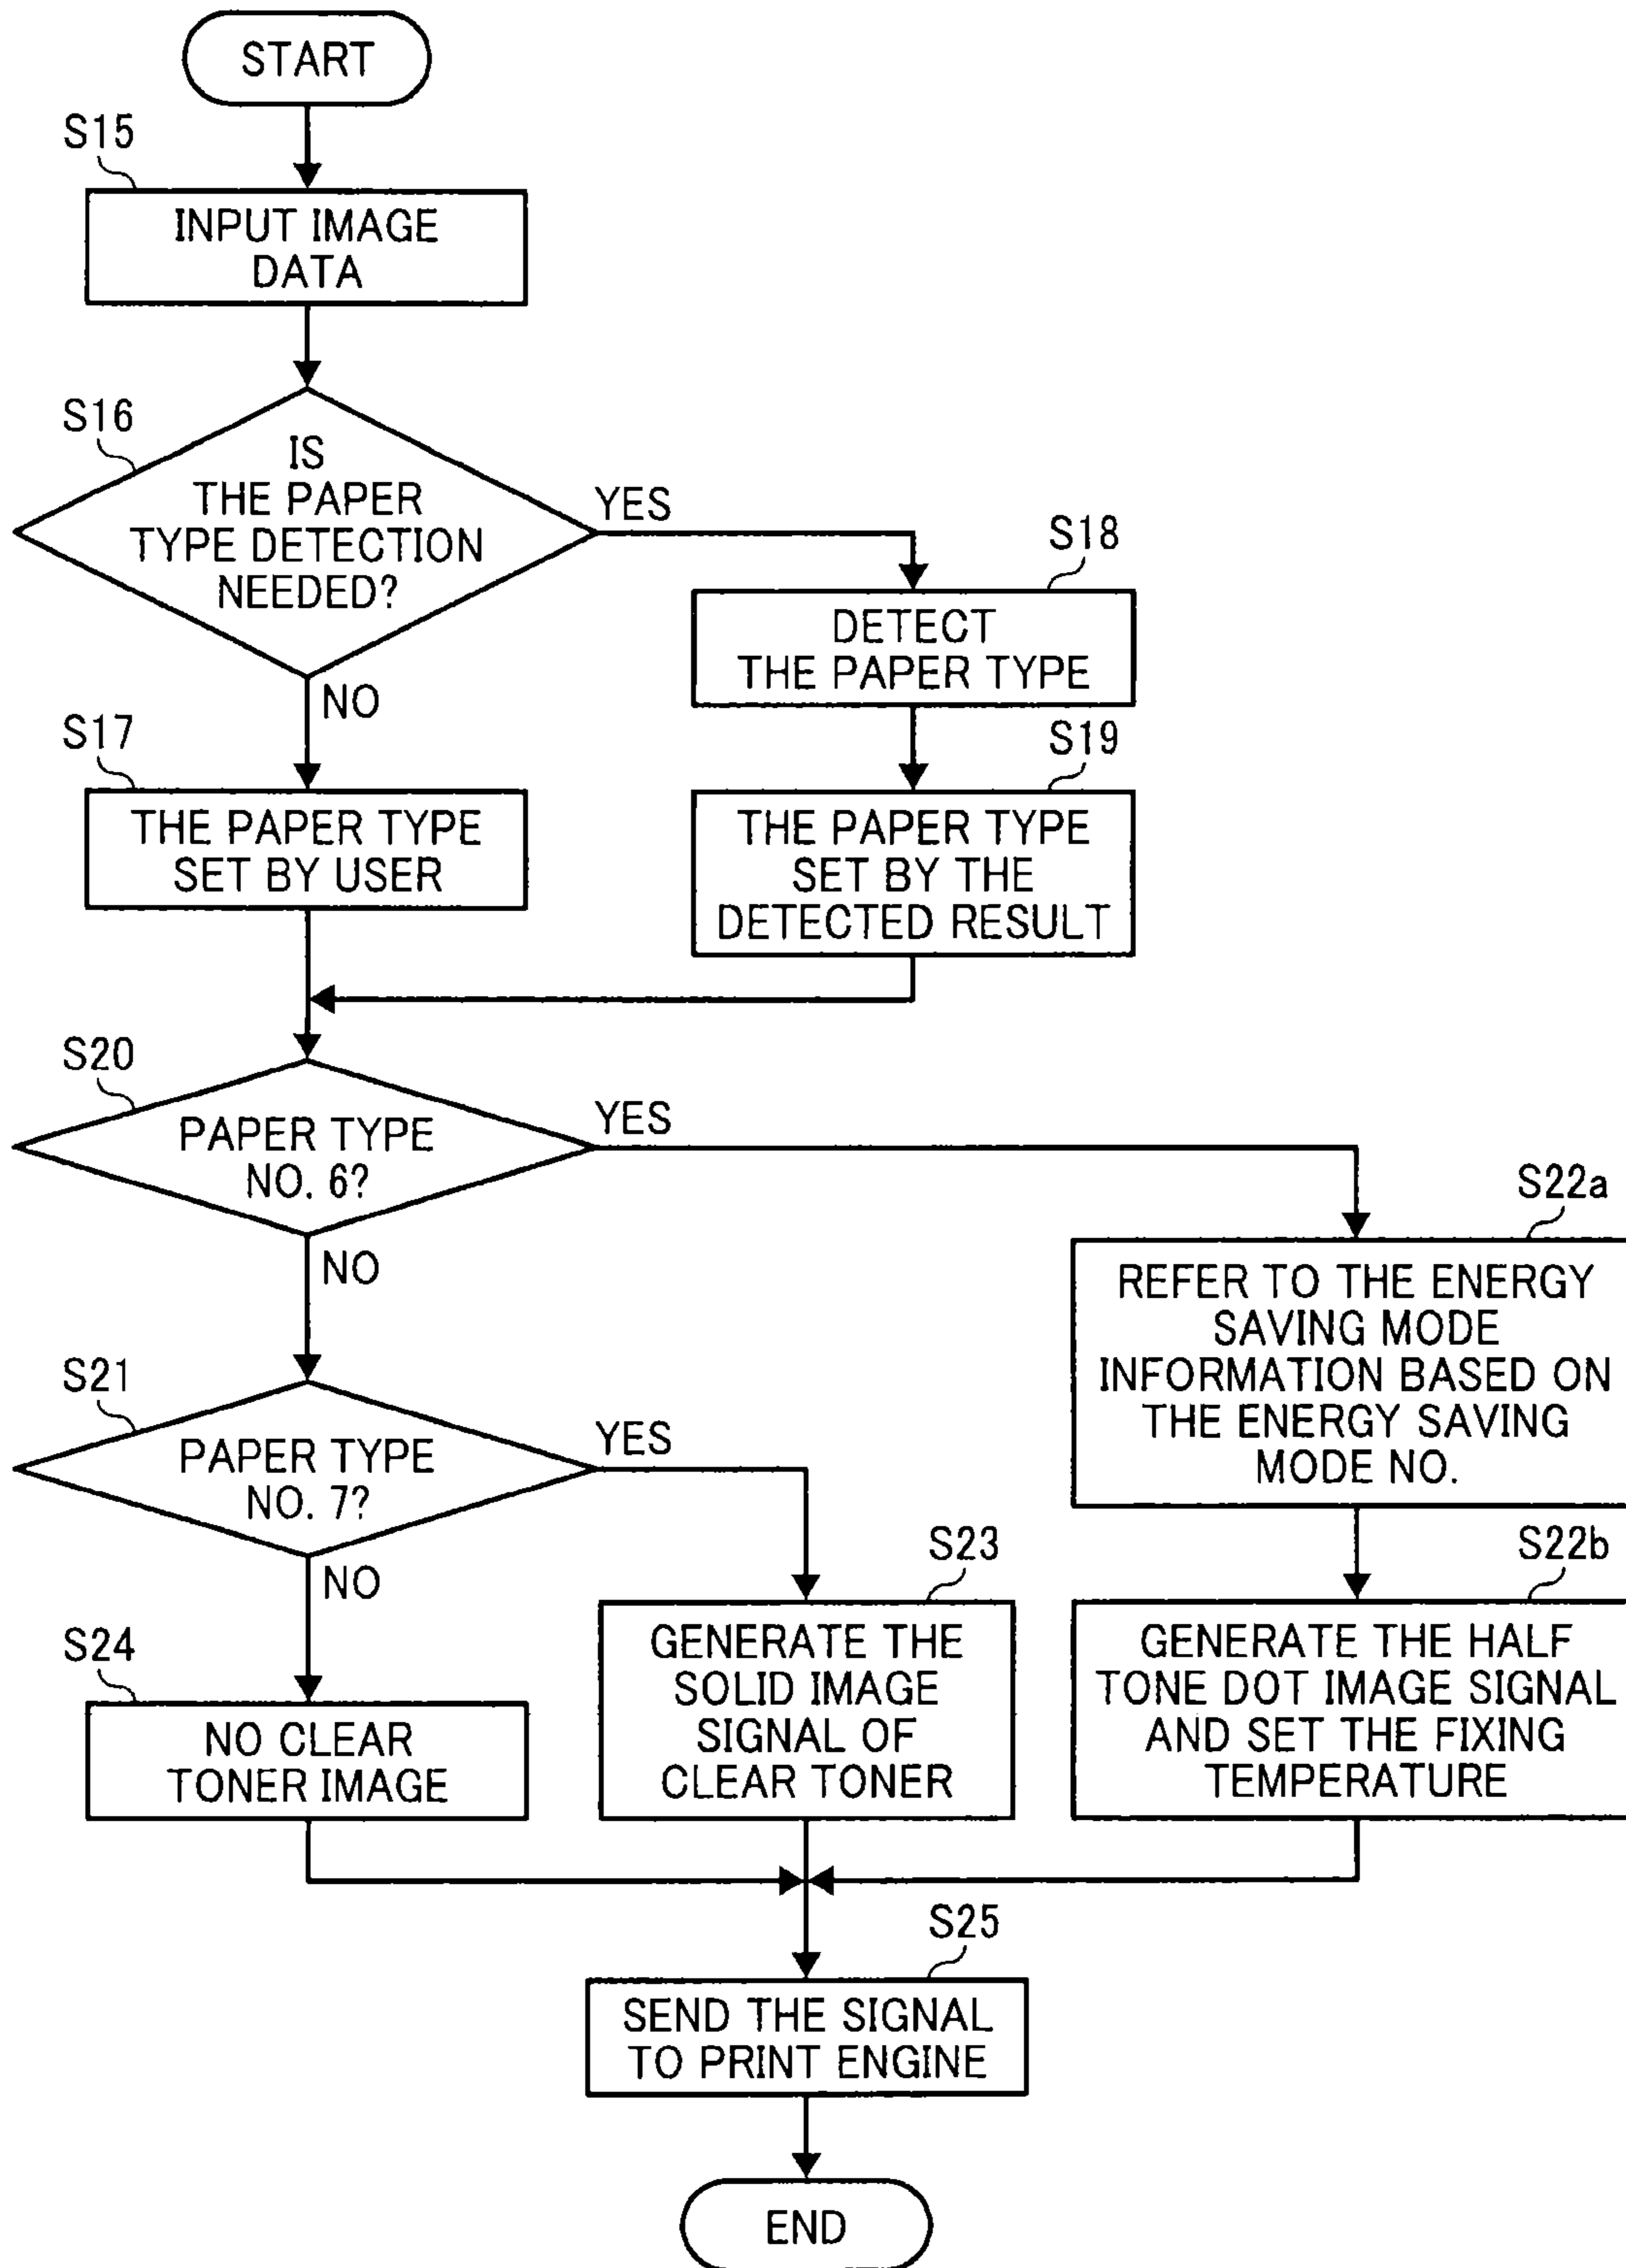 START
S15
INPUT IMAGE
DATA
S16
IS
THE PAPER
TYPE DETECTION
NEEDED?
YES
NO
S18
DETECT
THE PAPER TYPE
S17
THE PAPER TYPE
SET BY USER
S19
THE PAPER TYPE
SET BY THE
DETECTED RESULT
S20
PAPER TYPE
NO. 6?
YES
NO
S22a
REFER TO THE ENERGY
SAVING MODE
INFORMATION BASED ON
THE ENERGY SAVING
MODE NO.
S21
PAPER TYPE
NO. 7?
YES
NO
S24
NO CLEAR
TONER IMAGE
S23
GENERATE THE
SOLID IMAGE
SIGNAL OF
CLEAR TONER
S22b
GENERATE THE HALF
TONE DOT IMAGE SIGNAL
AND SET THE FIXING
TEMPERATURE
S25
SEND THE SIGNAL
TO PRINT ENGINE
END